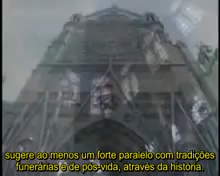 sugere ao menos um forte paralelo com tradições
funerárias e de pós-vida, através da história.